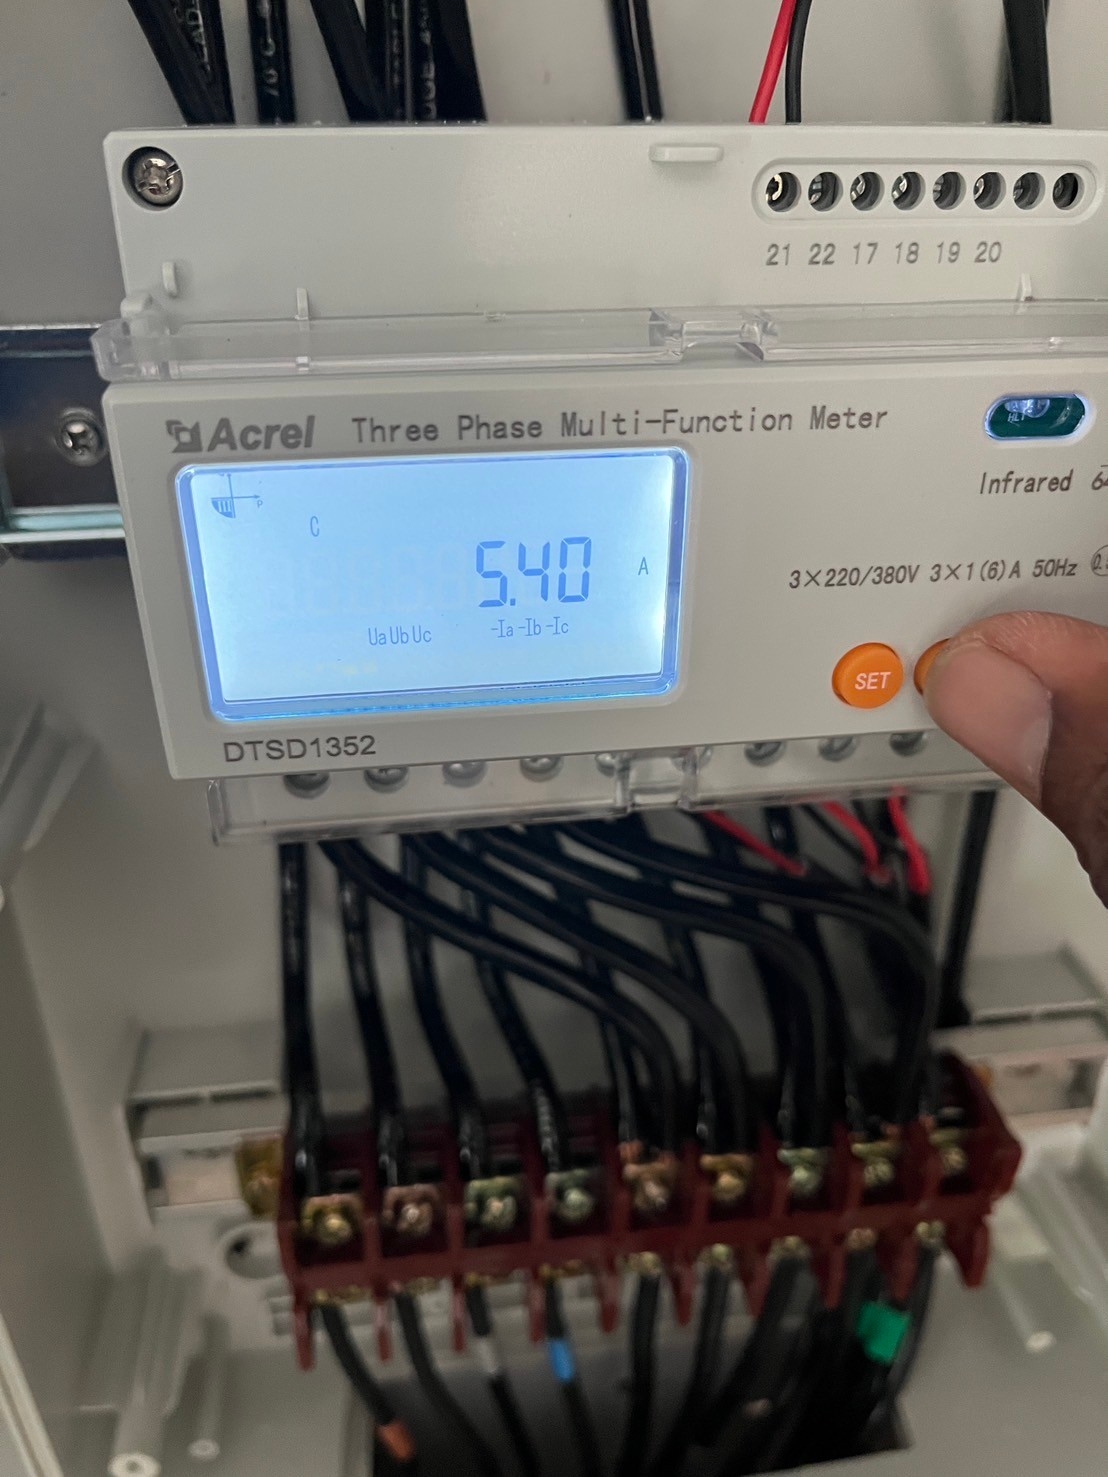 70°C
21 22 17 18 19 20
Acrel Three Phase Multi-Function Meter
P
C
5.40 A
Ua Ub Uc -Ia -Ib -Ic
Infrared
3×220/380V 3×1(6)A 50Hz
SET
DTSD1352